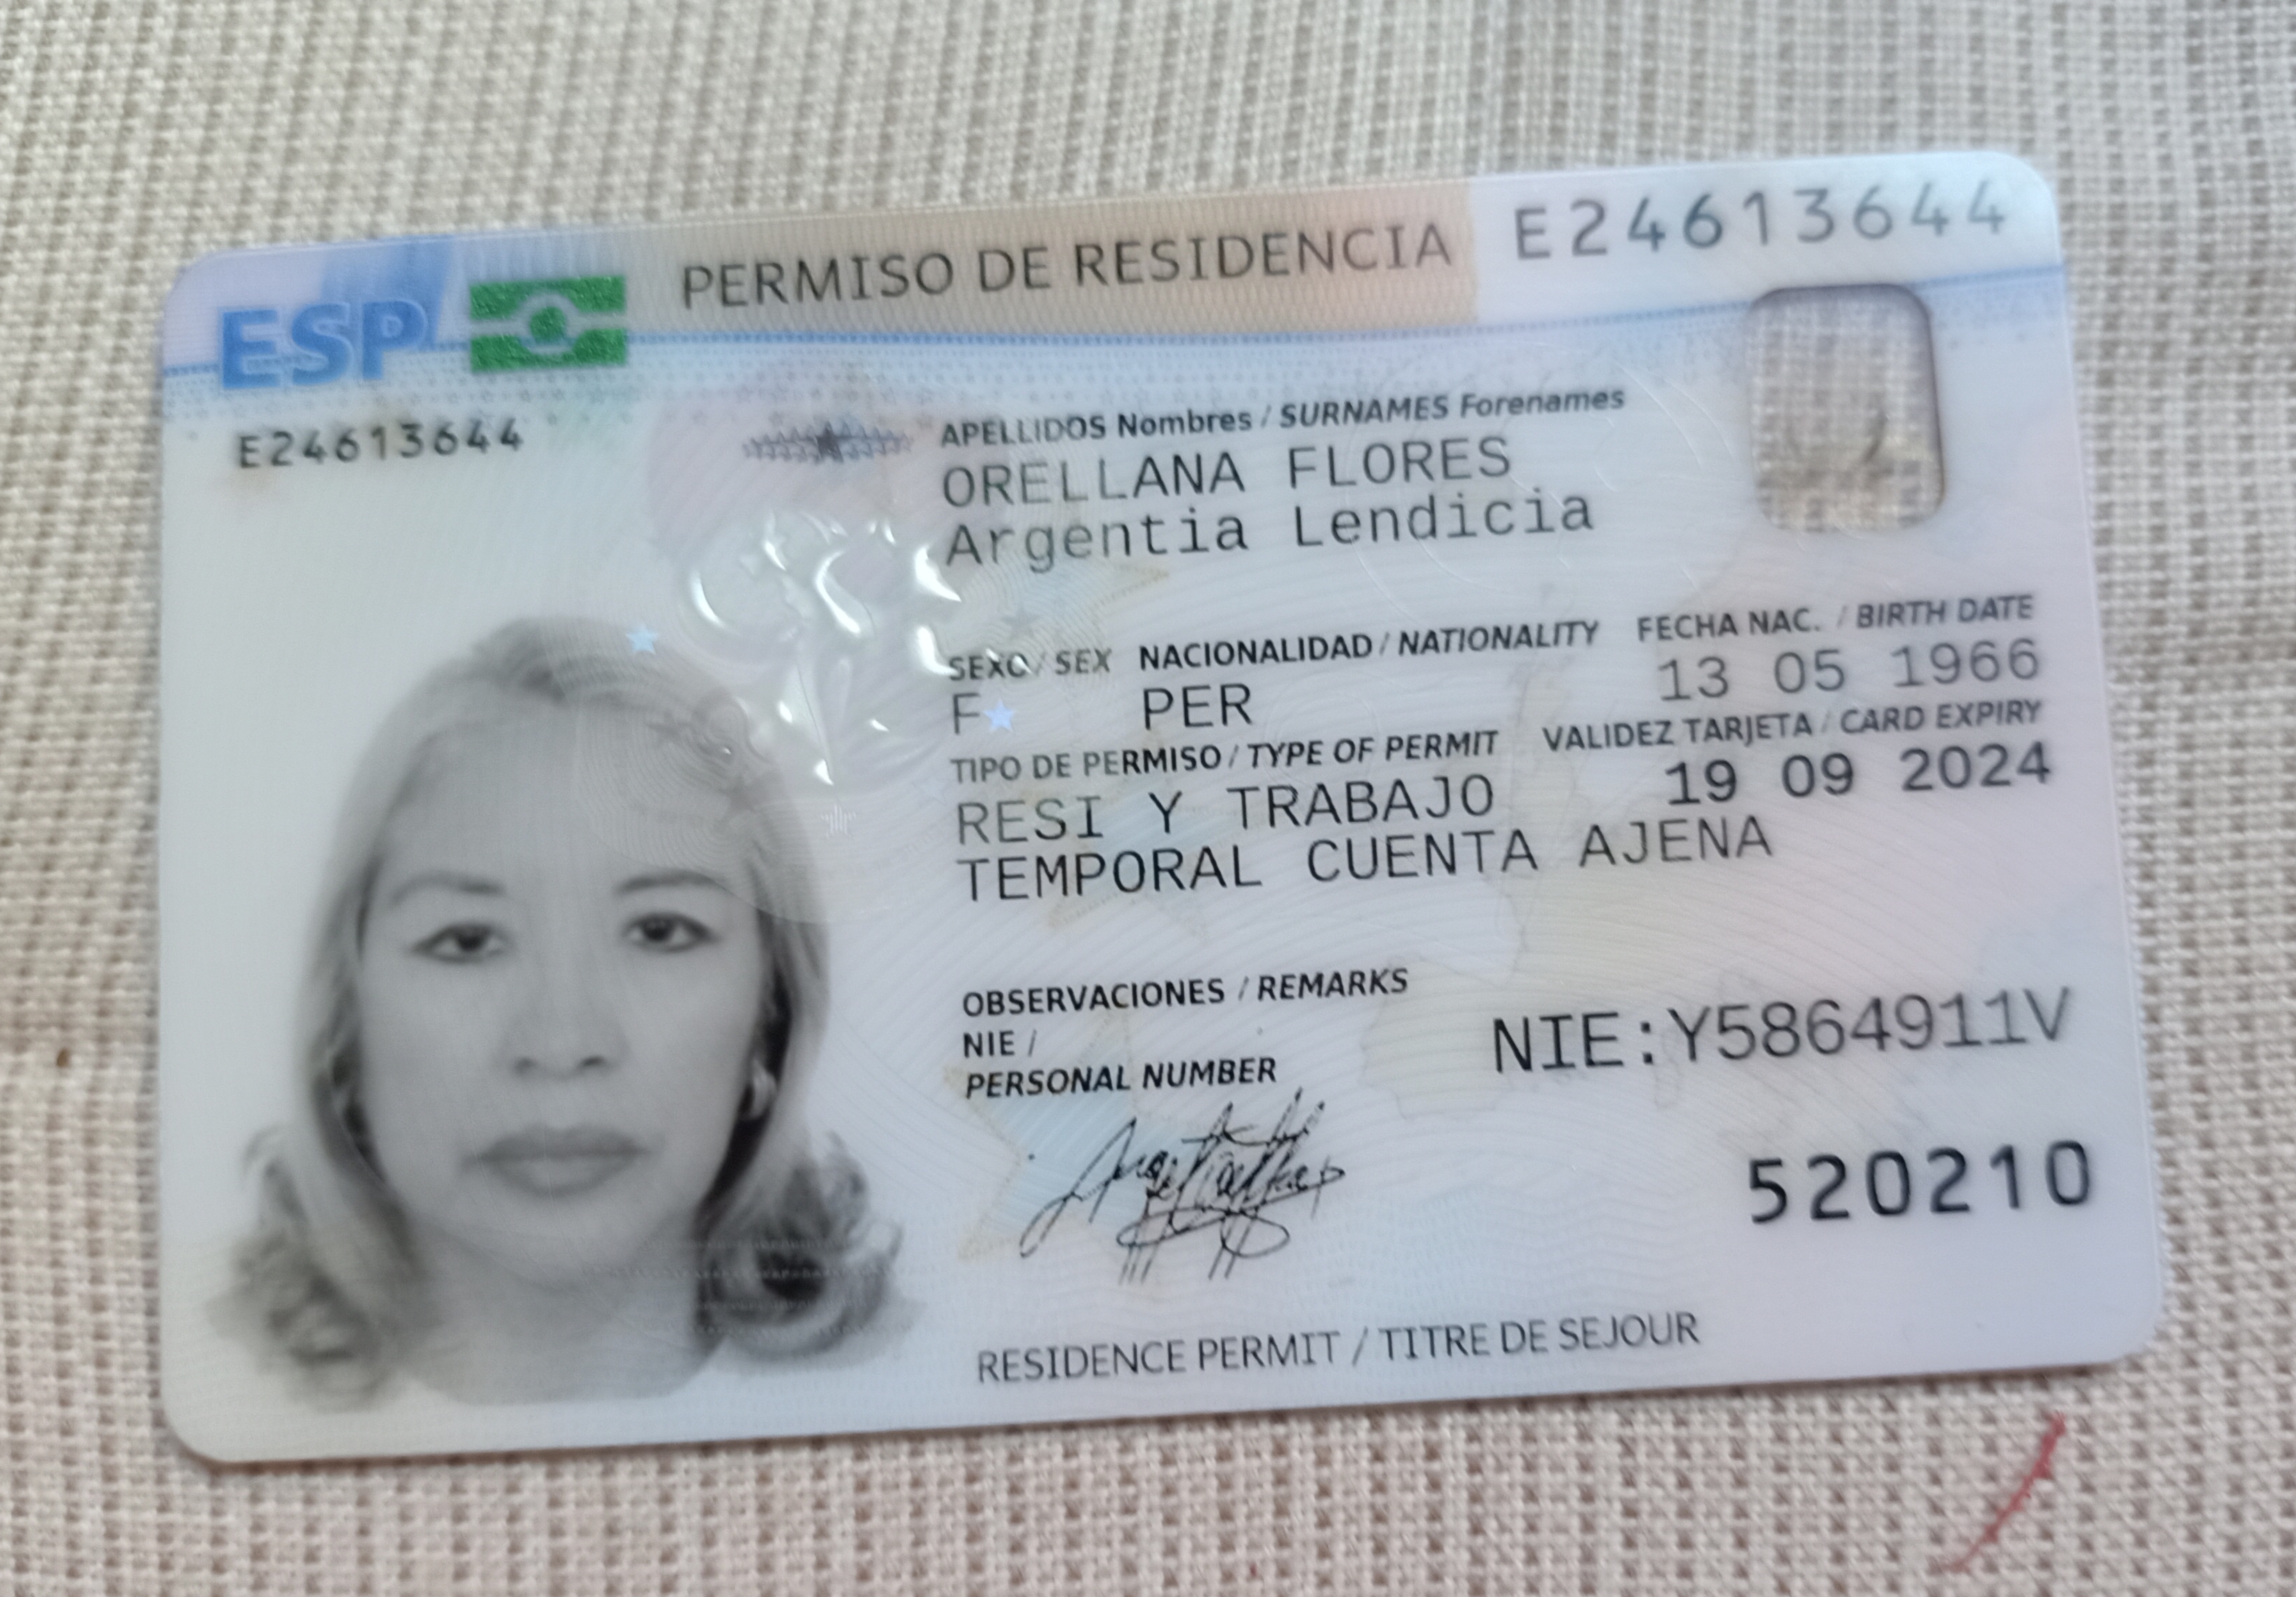 ESP PERMISO DE RESIDENCIA E24613644
E24613644
APELLIDOS Nombres / SURNAMES Forenames
ORELLANA FLORES
Argentia Lendicia
SEXO / SEX NACIONALIDAD / NATIONALITY FECHA NAC. / BIRTH DATE
F PER 13 05 1966
TIPO DE PERMISO / TYPE OF PERMIT VALIDEZ TARJETA / CARD EXPIRY
RESI Y TRABAJO 19 09 2024
TEMPORAL CUENTA AJENA
OBSERVACIONES / REMARKS
NIE / NIE:Y5864911V
PERSONAL NUMBER
520210
RESIDENCE PERMIT / TITRE DE SEJOUR